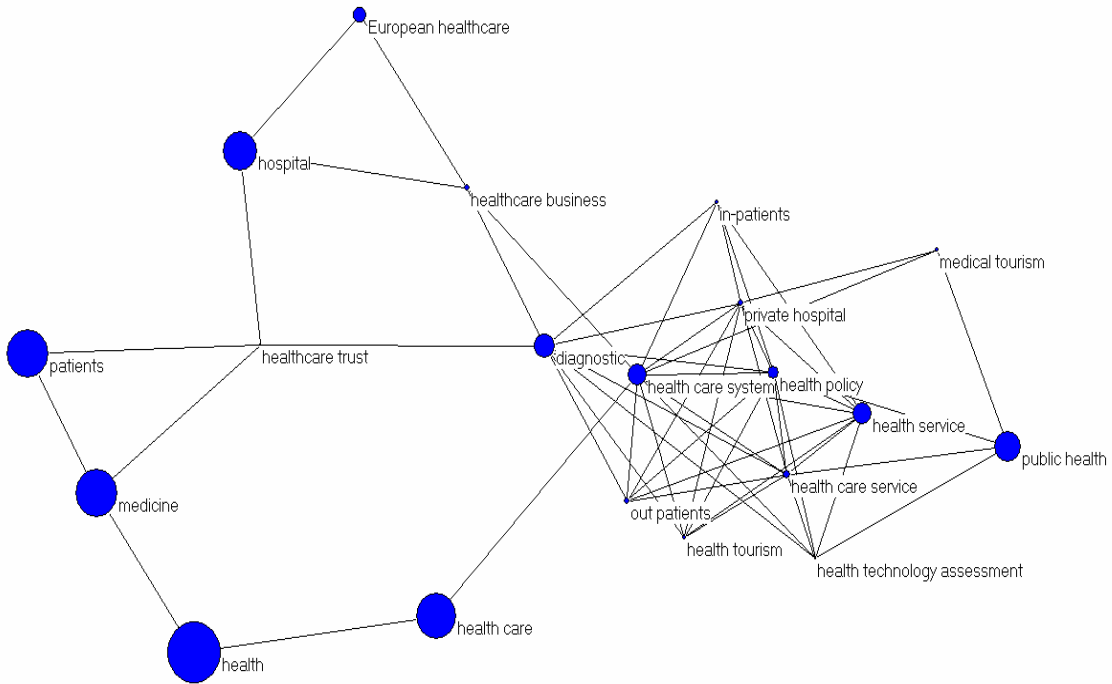 European healthcare
hospital
healthcare business
in-patients
medical tourism
private hospital
healthcare trust
diagnostic
patients
health care system
health policy
health service
public health
health care service
medicine
out patients
health tourism
health technology assessment
health care
health